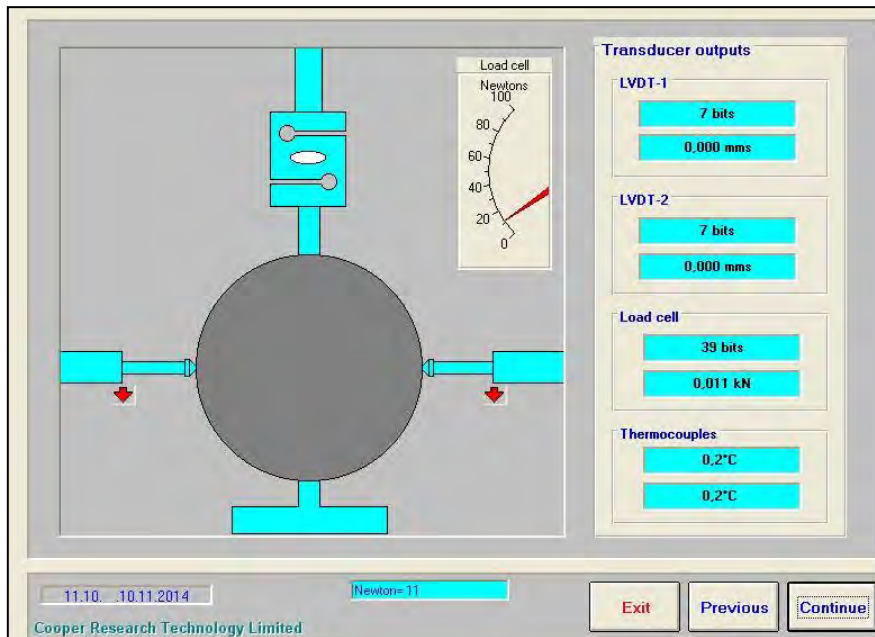 Load cell
Newtons
100
80
60
40
20
0
Transducer outputs
LVDT-1
7 bits
0,000 mms
LVDT-2
7 bits
0,000 mms
Load cell
39 bits
0,011 kN
Thermocouples
0,2°C
0,2°C
11.10. .10.11.2014
Newton= 11
Exit
Previous
Continue
Cooper Research Technology Limited